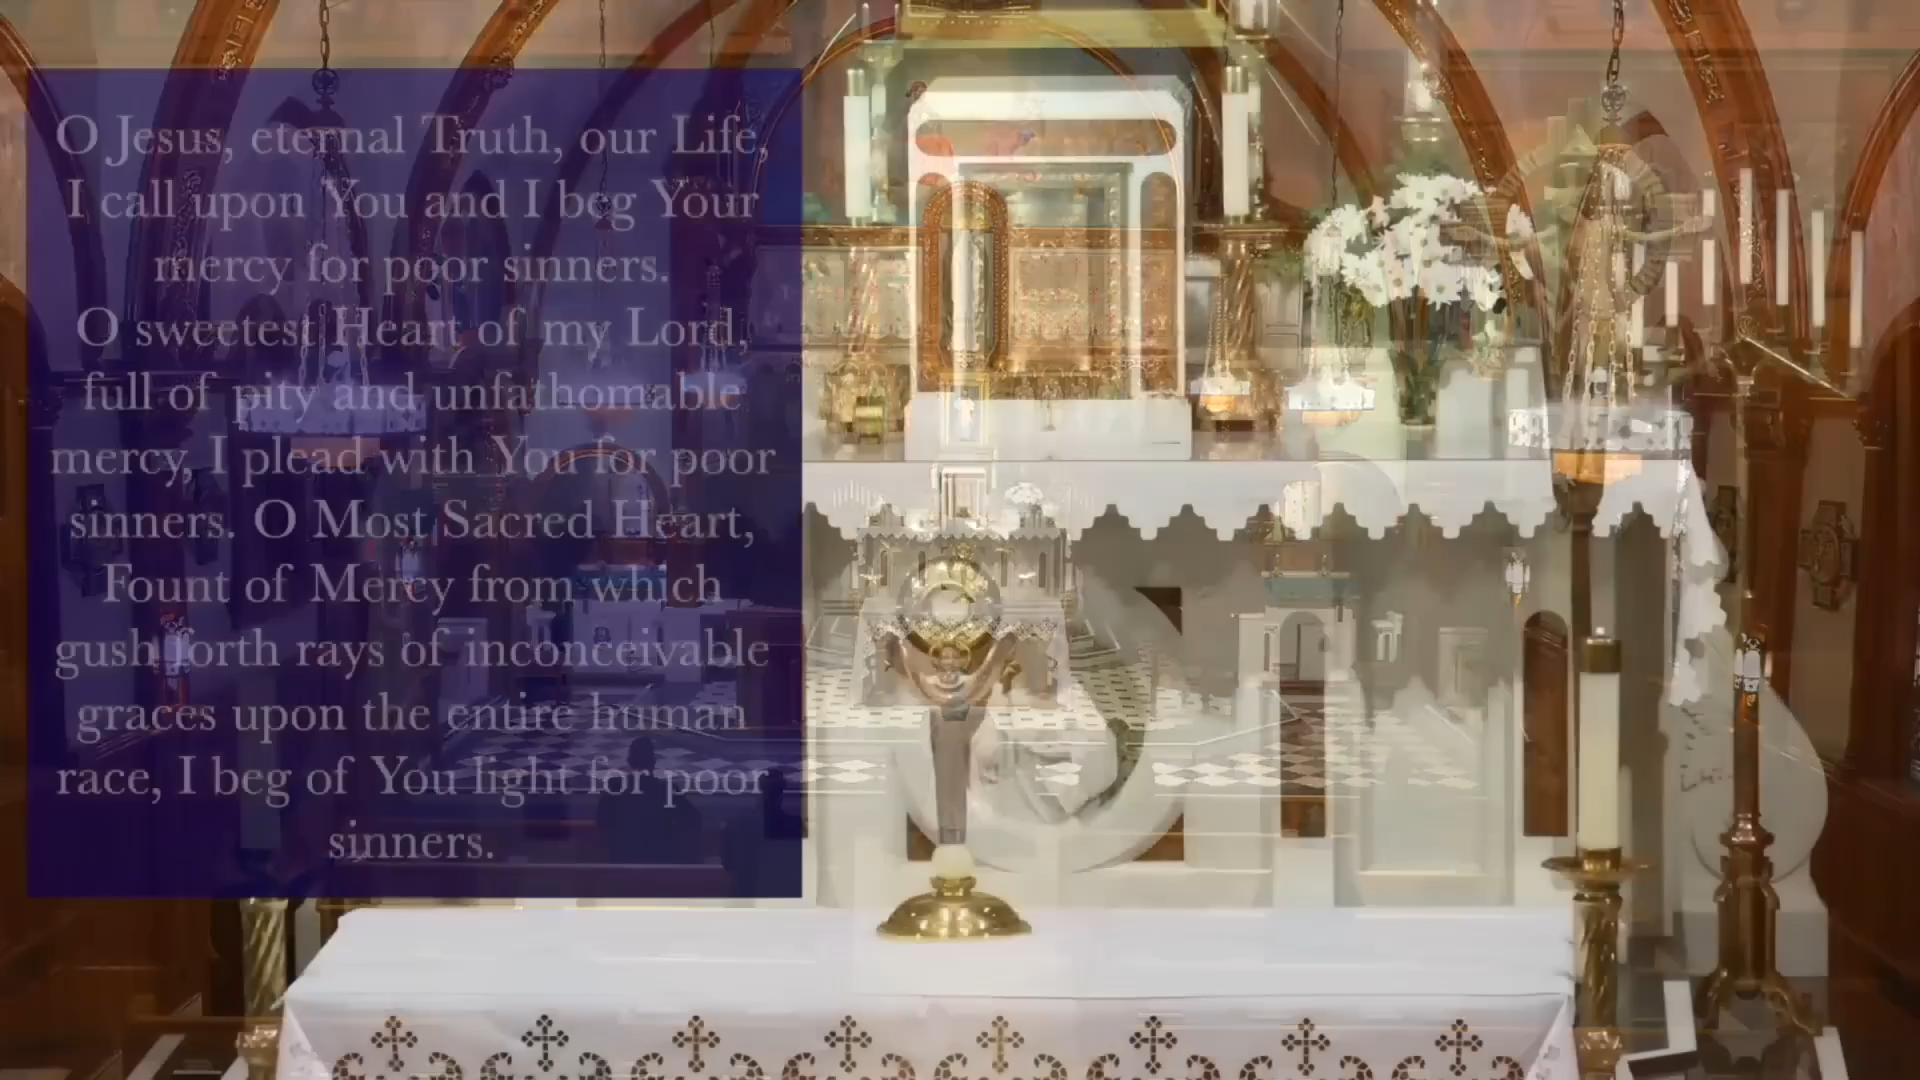 O Jesus, eternal Truth, our Life,
I call upon You and I beg Your
mercy for poor sinners.
O sweetest Heart of my Lord,
full of pity and unfathomable
mercy, I plead with You for poor
sinners. O Most Sacred Heart,
Fount of Mercy from which
gush forth rays of inconceivable
graces upon the entire human
race, I beg of You light for poor
sinners.